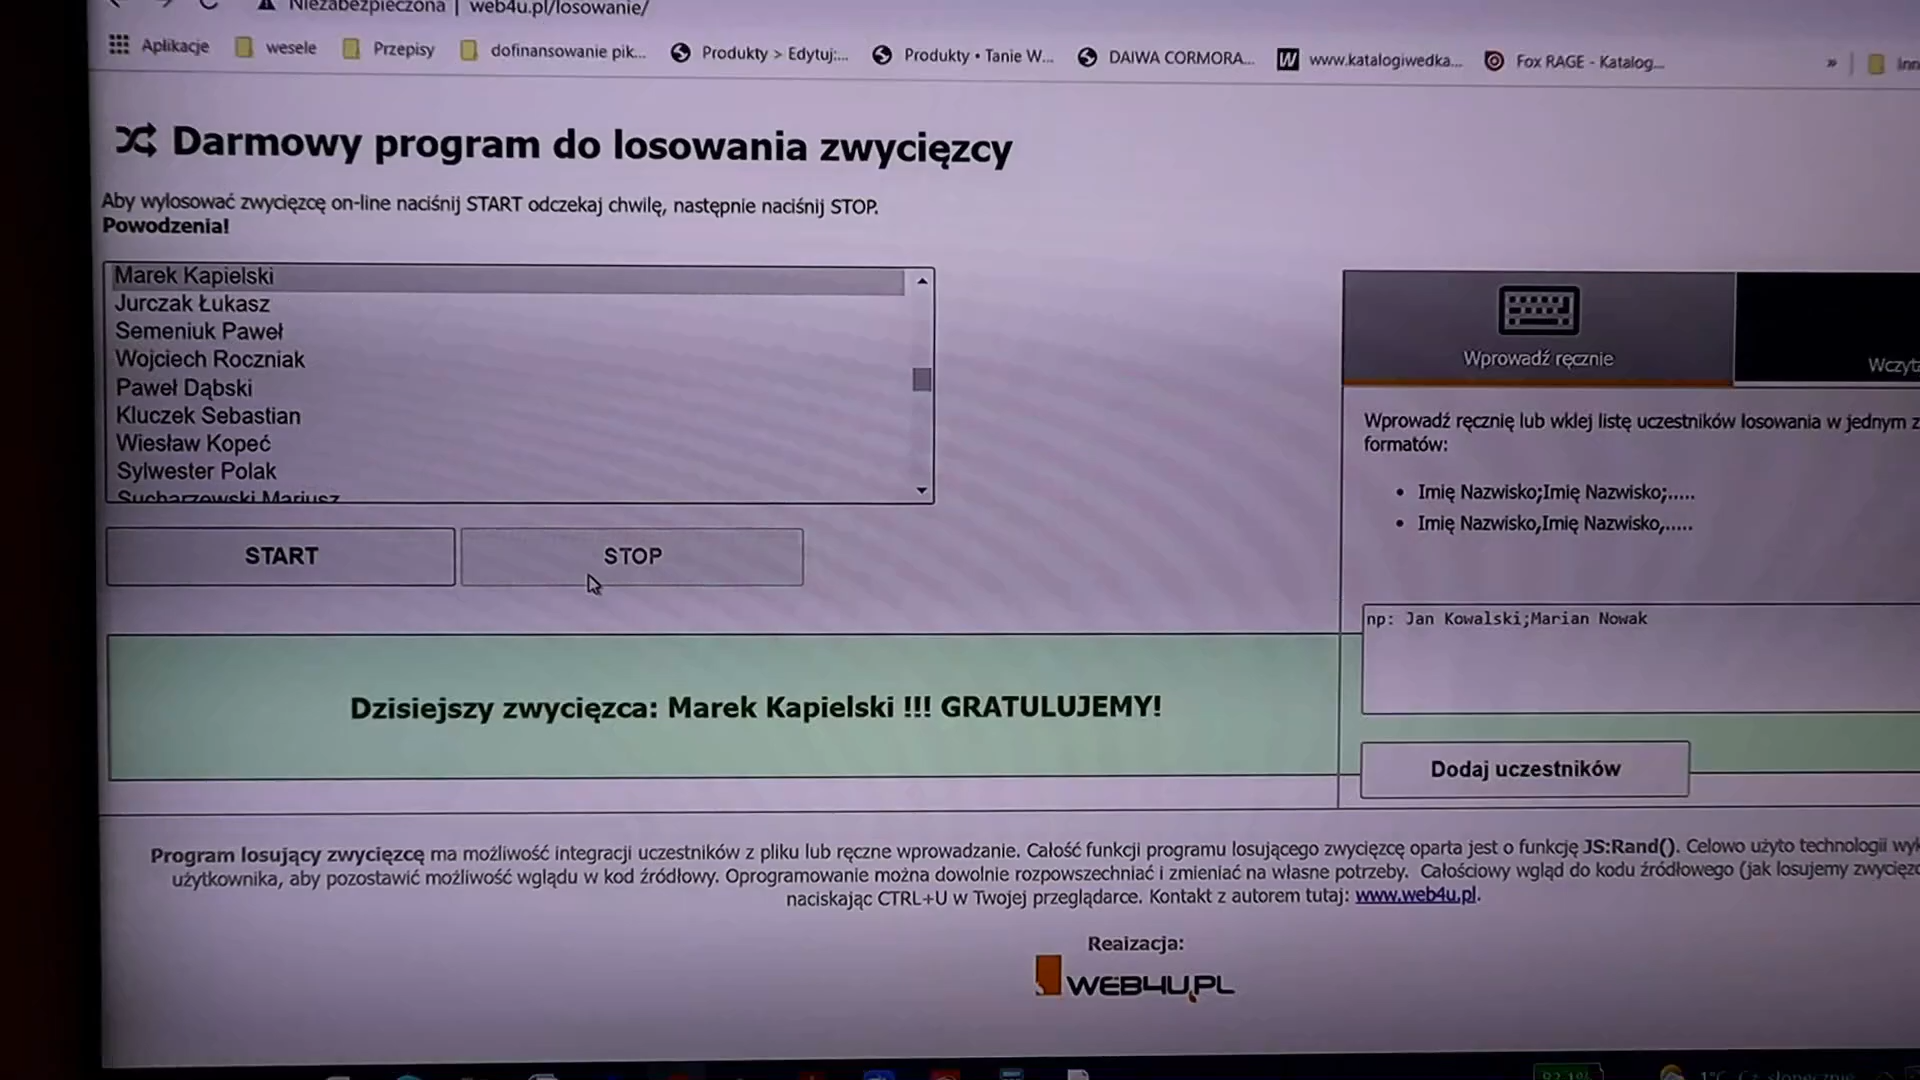 Niezabezpieczona | web4u.pl/losowanie/
Aplikacje wesele Przepisy dofinansowanie pik... Produkty > Edytuj:... Produkty • Tanie W... DAIWA CORMORA... www.katalogiwedka... Fox RAGE - Katalog... »
Darmowy program do losowania zwycięzcy
Aby wylosować zwycięzcę on-line naciśnij START odczekaj chwilę, następnie naciśnij STOP.
Powodzenia!
Marek Kapielski
Jurczak Łukasz
Semeniuk Paweł
Wojciech Roczniak
Paweł Dąbski
Kluczek Sebastian
Wiesław Kopeć
Sylwester Polak
Sucharzewski Mariusz
START STOP
Dzisiejszy zwycięzca: Marek Kapielski !!! GRATULUJEMY!
Wprowadź ręcznie
Wprowadź ręcznie lub wklej listę uczestników losowania w jednym z
formatów:
• Imię Nazwisko;Imię Nazwisko;.....
• Imię Nazwisko,Imię Nazwisko,.....
np: Jan Kowalski;Marian Nowak
Dodaj uczestników
Program losujący zwycięzcę ma możliwość integracji uczestników z pliku lub ręczne wprowadzanie. Całość funkcji programu losującego zwycięzcę oparta jest o funkcję JS:Rand(). Celowo użyto technologii
użytkownika, aby pozostawić możliwość wglądu w kod źródłowy. Oprogramowanie można dowolnie rozpowszechniać i zmieniać na własne potrzeby. Całościowy wgląd do kodu źródłowego (jak losujemy
naciskając CTRL+U w Twojej przeglądarce. Kontakt z autorem tutaj: www.web4u.pl.
Reaizacja:
WEB4U.PL